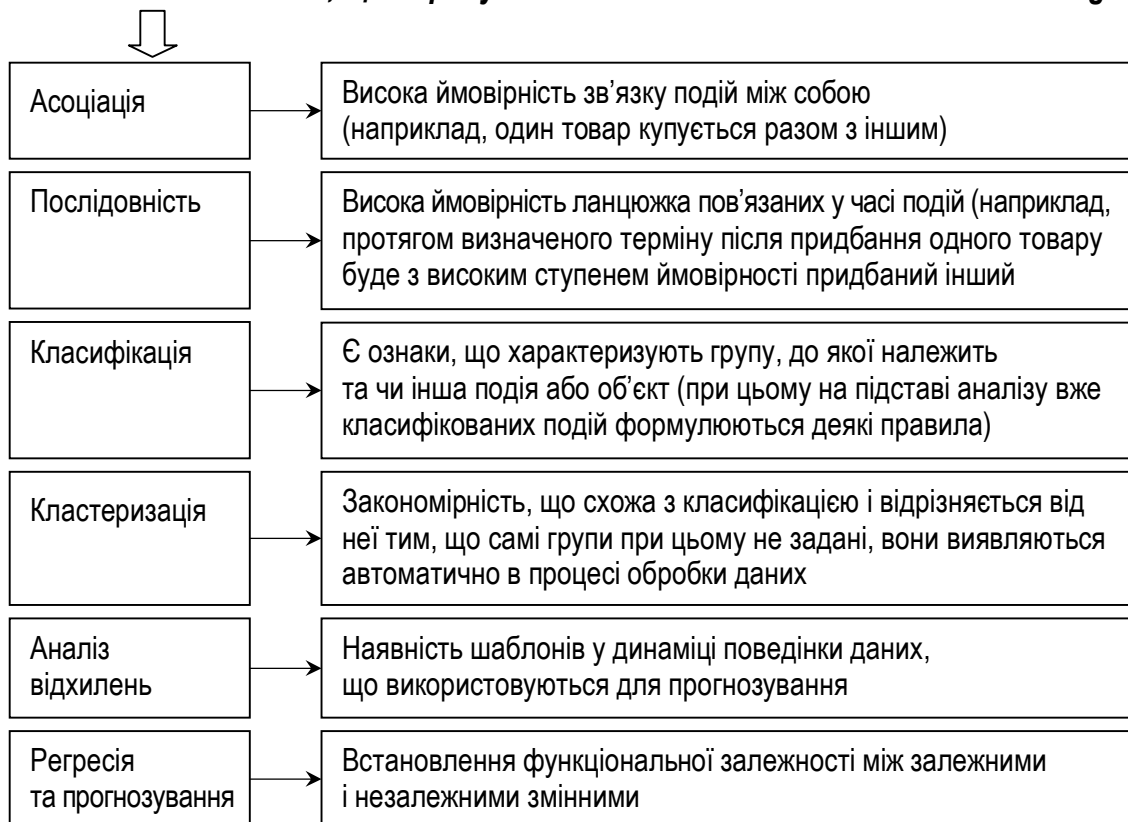 Асоціація
Висока ймовірність зв’язку подій між собою
(наприклад, один товар купується разом з іншим)
Послідовність
Висока ймовірність ланцюжка пов’язаних у часі подій (наприклад,
протягом визначеного терміну після придбання одного товару
буде з високим ступенем ймовірності придбаний інший
Класифікація
Є ознаки, що характеризують групу, до якої належить
та чи інша подія або об’єкт (при цьому на підставі аналізу вже
класифікованих подій формулюються деякі правила)
Кластеризація
Закономірність, що схожа з класифікацією і відрізняється від
неї тим, що самі групи при цьому не задані, вони виявляються
автоматично в процесі обробки даних
Аналіз
відхилень
Наявність шаблонів у динаміці поведінки даних,
що використовуються для прогнозування
Регресія
та прогнозування
Встановлення функціональної залежності між залежними
і незалежними змінними